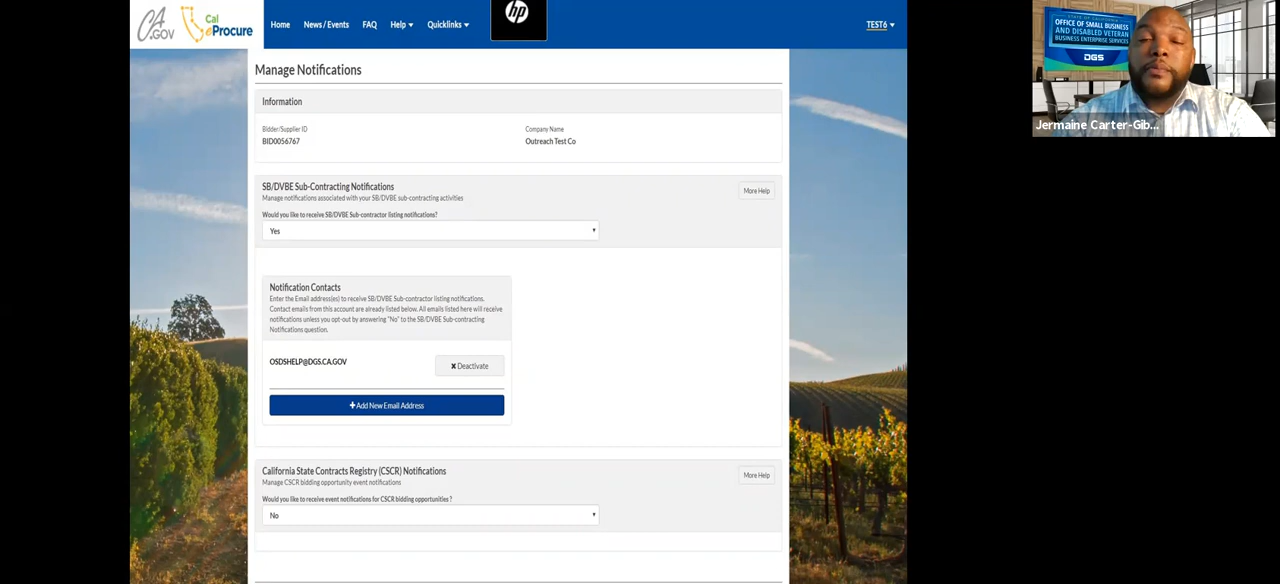 CA
.GOV
Cal
eProcure
Home
News / Events
FAQ
Help
Quicklinks
hp
TEST6
STATE OF CALIFORNIA
OFFICE OF SMALL BUSINESS
AND DISABLED VETERAN
BUSINESS ENTERPRISE SERVICES
DGS
Jermaine Carter-Gib...
Manage Notifications
Information
Bidder/Supplier ID
Company Name
BID0056767
Outreach Test Co
SB/DVBE Sub-Contracting Notifications
More Help
Manage notifications associated with your SB/DVBE sub-contracting activities
Would you like to receive SB/DVBE Sub-contractor listing notifications?
Yes
Notification Contacts
Enter the Email address(es) to receive SB/DVBE Sub-contractor listing notifications.
Contact emails from this account are already listed below. All emails listed here will receive
notifications unless you opt-out by answering "No" to the SB/DVBE Sub-contracting
Notifications question.
OSDSHELP@DGS.CA.GOV
✖ Deactivate
+ Add New Email Address
California State Contracts Registry (CSCR) Notifications
More Help
Manage CSCR bidding opportunity event notifications
Would you like to receive event notifications for CSCR bidding opportunities ?
No